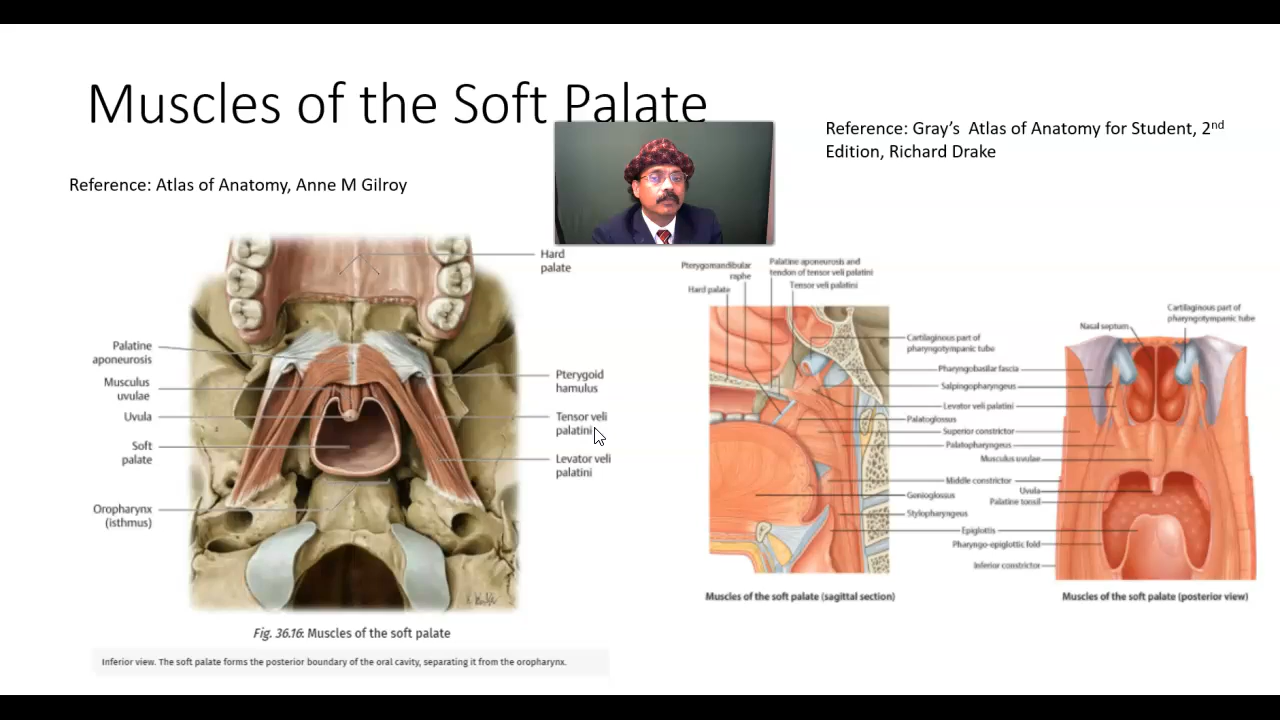 Muscles of the Soft Palate
Reference: Gray's Atlas of Anatomy for Student, 2nd
Edition, Richard Drake
Reference: Atlas of Anatomy, Anne M Gilroy
Hard
palate
Palatine
aponeurosis
Musculus
uvulae
Uvula
Soft
palate
Oropharynx
(isthmus)
Pterygoid
hamulus
Tensor veli
palatini
Levator veli
palatini
Fig. 36.16: Muscles of the soft palate
Inferior view. The soft palate forms the posterior boundary of the oral cavity, separating it from the oropharynx.
Pterygomandibular
raphe
Hard palate
Palatine aponeurosis and
tendon of tensor veli palatini
Tensor veli palatini
Cartilaginous part of
pharyngotympanic tube
Pharyngobasilar fascia
Salpingopharyngeus
Levator veli palatini
Palatoglossus
Superior constrictor
Palatopharyngeus
Musculus uvulae
Middle constrictor
Uvula
Genioglossus
Palatine tonsil
Stylopharyngeus
Epiglottis
Pharyngo-epiglottic fold
Inferior constrictor
Nasal septum
Cartilaginous part of
pharyngotympanic tube
Muscles of the soft palate (sagittal section)
Muscles of the soft palate (posterior view)